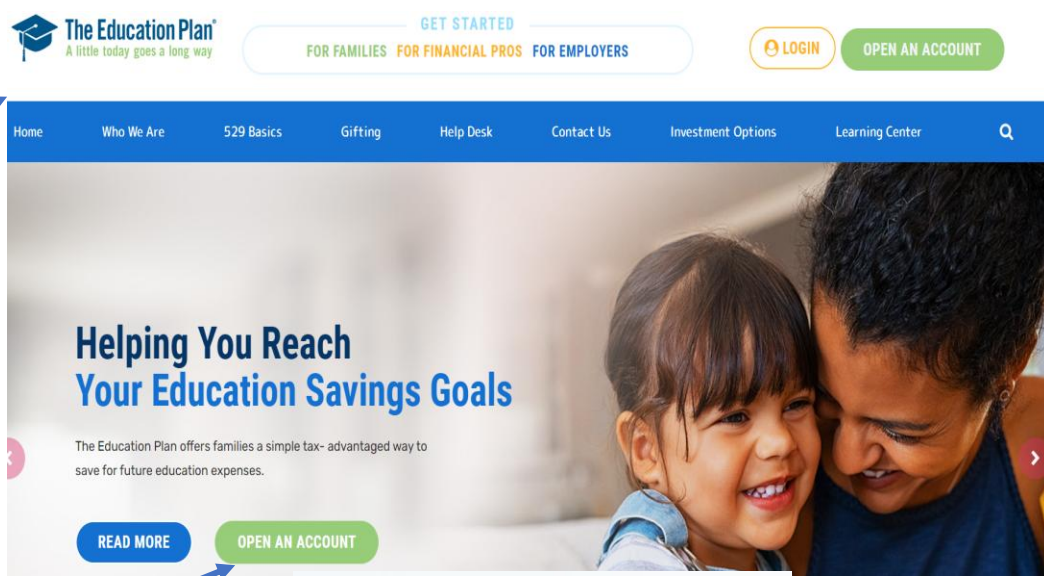 The Education Plan®
A little today goes a long way
GET STARTED
FOR FAMILIES FOR FINANCIAL PROS FOR EMPLOYERS
LOGIN
OPEN AN ACCOUNT
Home Who We Are 529 Basics Gifting Help Desk Contact Us Investment Options Learning Center
Helping You Reach
Your Education Savings Goals
The Education Plan offers families a simple tax- advantaged way to
save for future education expenses.
READ MORE
OPEN AN ACCOUNT